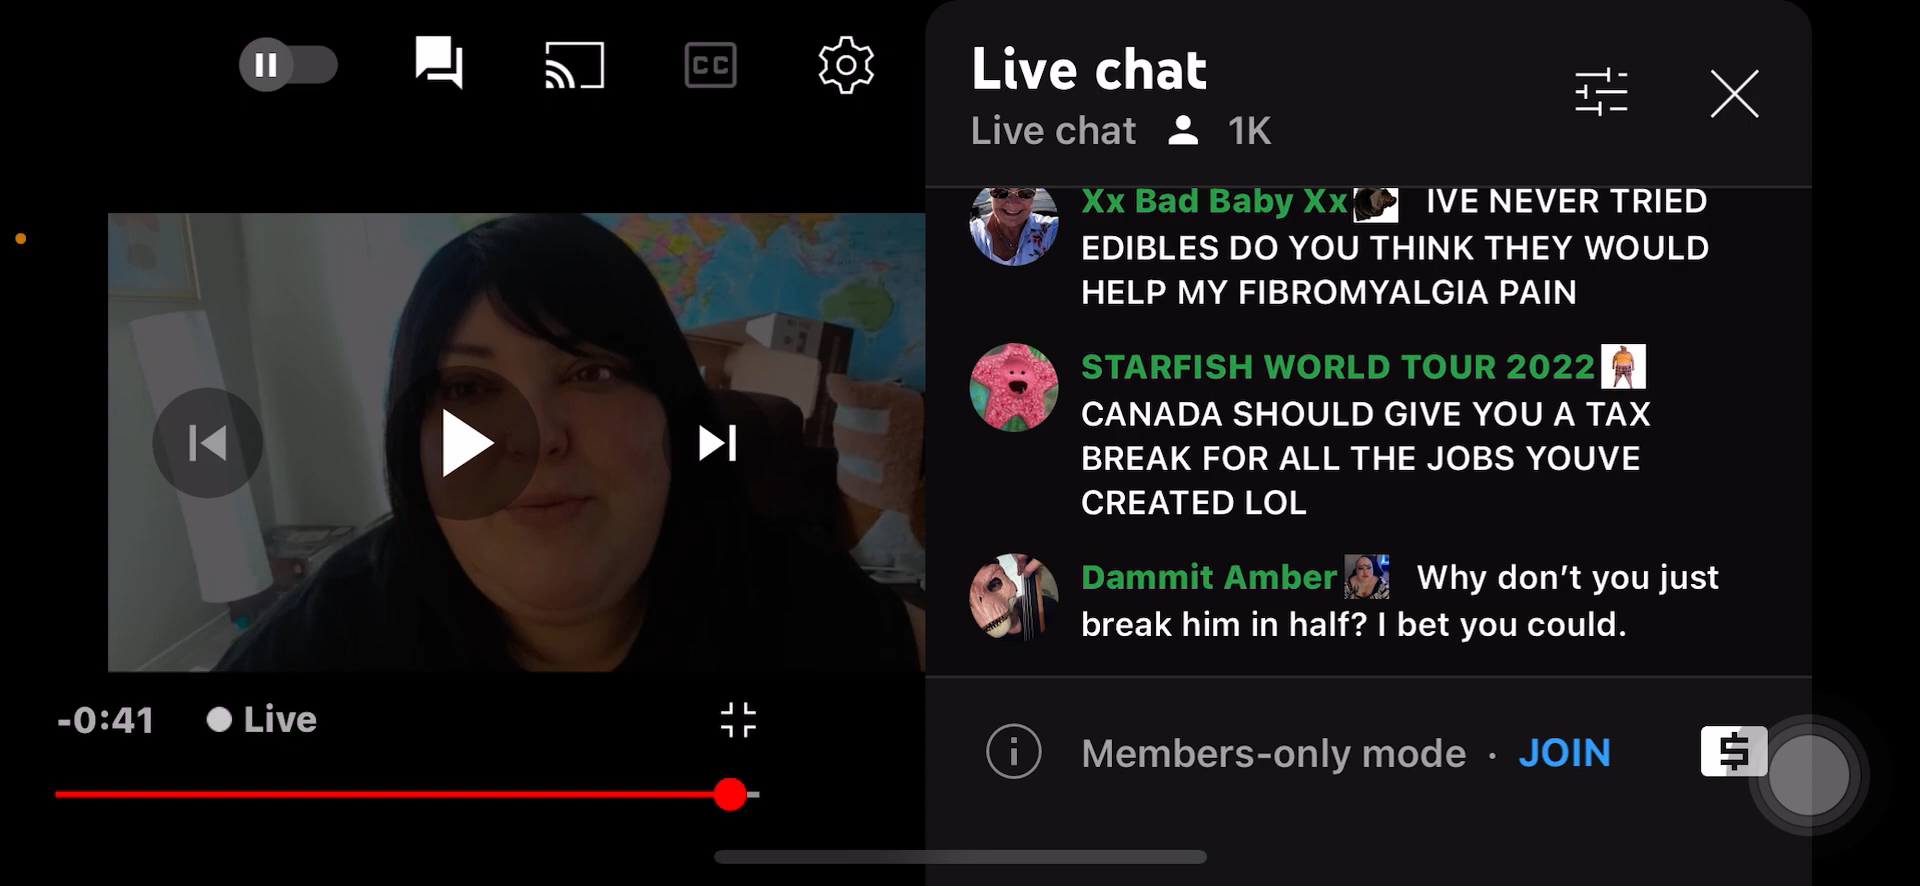 CC
Live chat
Live chat 1K
Xx Bad Baby Xx IVE NEVER TRIED
EDIBLES DO YOU THINK THEY WOULD
HELP MY FIBROMYALGIA PAIN
STARFISH WORLD TOUR 2022
CANADA SHOULD GIVE YOU A TAX
BREAK FOR ALL THE JOBS YOUVE
CREATED LOL
Dammit Amber Why don’t you just
break him in half? I bet you could.
-0:41 Live
Members-only mode · JOIN
$